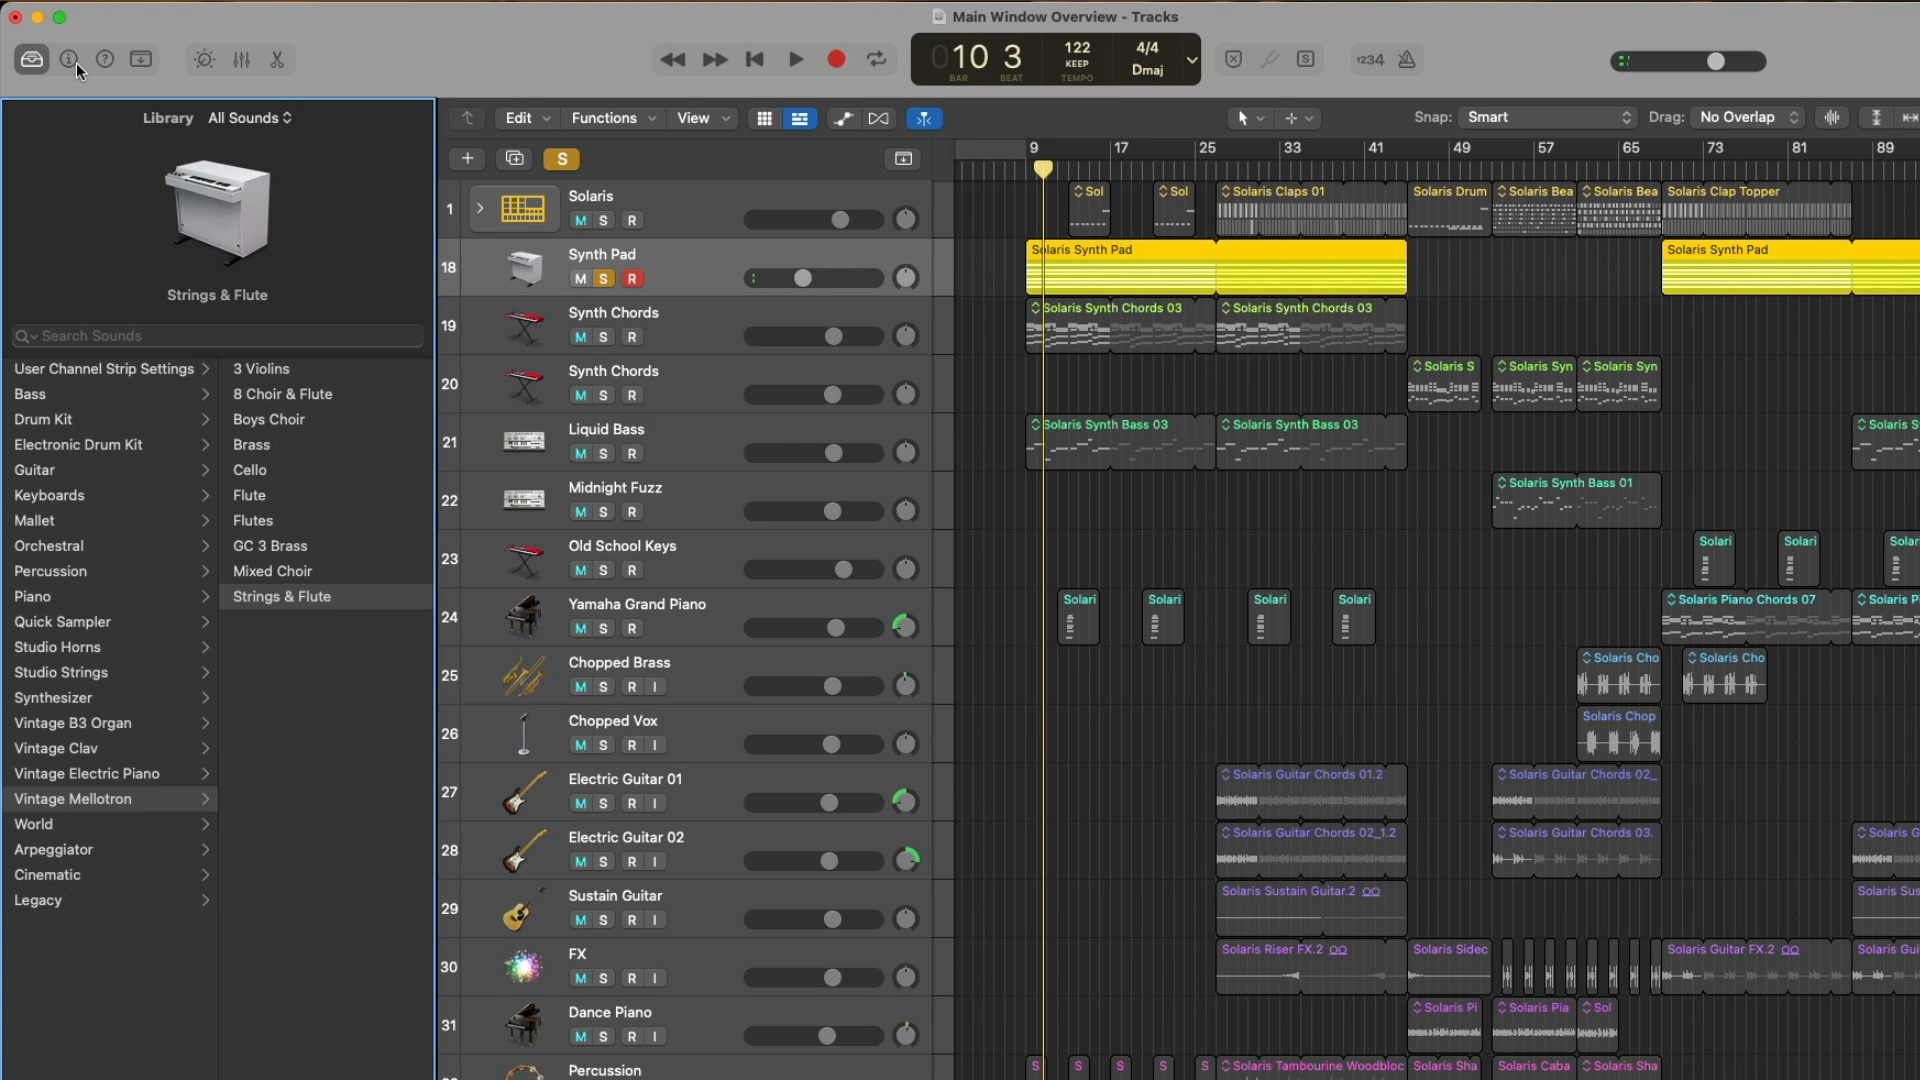 Main Window Overview - Tracks
10 3
BAR BEAT
122
KEEP
TEMPO
4/4
Dmaj
1234
Library All Sounds
Strings & Flute
Search Sounds
User Channel Strip Settings
Bass
Drum Kit
Electronic Drum Kit
Guitar
Keyboards
Mallet
Orchestral
Percussion
Piano
Quick Sampler
Studio Horns
Studio Strings
Synthesizer
Vintage B3 Organ
Vintage Clav
Vintage Electric Piano
Vintage Mellotron
World
Arpeggiator
Cinematic
Legacy
3 Violins
8 Choir & Flute
Boys Choir
Brass
Cello
Flute
Flutes
GC 3 Brass
Mixed Choir
Strings & Flute
Edit Functions View
Snap: Smart Drag: No Overlap
S
9 17 25 33 41 49 57 65 73 81 89
1 Solaris
M S R
Sol Sol Solaris Claps 01 Solaris Drum Solaris Bea Solaris Bea Solaris Clap Topper
18 Synth Pad
M S R
Solaris Synth Pad Solaris Synth Pad
19 Synth Chords
M S R
Solaris Synth Chords 03 Solaris Synth Chords 03
20 Synth Chords
M S R
Solaris S Solaris Syn Solaris Syn
21 Liquid Bass
M S R
Solaris Synth Bass 03 Solaris Synth Bass 03 Solaris S
22 Midnight Fuzz
M S R
Solaris Synth Bass 01
23 Old School Keys
M S R
Solari Solari Solar
24 Yamaha Grand Piano
M S R
Solari Solari Solari Solari Solaris Piano Chords 07 Solaris Pi
25 Chopped Brass
M S R I
Solaris Cho Solaris Cho
26 Chopped Vox
M S R I
Solaris Chop
27 Electric Guitar 01
M S R I
Solaris Guitar Chords 01.2 Solaris Guitar Chords 02_
28 Electric Guitar 02
M S R I
Solaris Guitar Chords 02_1.2 Solaris Guitar Chords 03. Solaris G
29 Sustain Guitar
M S R I
Solaris Sustain Guitar.2 Solaris Sus
30 FX
M S R I
Solaris Riser FX.2 Solaris Sidec Solaris Guitar FX.2 Solaris Gui
31 Dance Piano
M S R I
Solaris Pi Solaris Pia Sol
Percussion
S S S S S Solaris Tambourine Woodbloc Solaris Sha Solaris Caba Solaris Sha